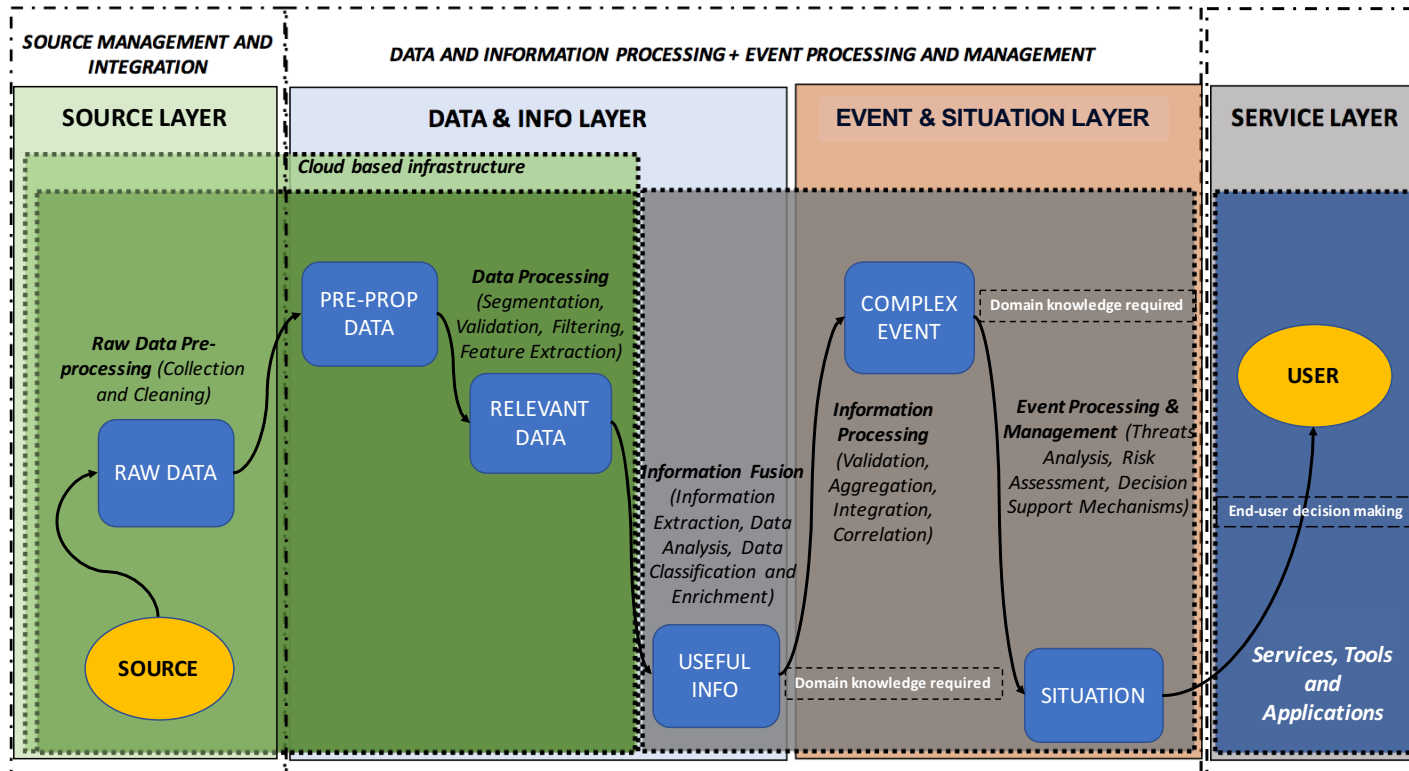 SOURCE MANAGEMENT AND
INTEGRATION
DATA AND INFORMATION PROCESSING + EVENT PROCESSING AND MANAGEMENT
SOURCE LAYER
DATA & INFO LAYER
EVENT & SITUATION LAYER
SERVICE LAYER
Cloud based infrastructure
Raw Data Pre-
processing (Collection
and Cleaning)
RAW DATA
SOURCE
PRE-PROP
DATA
Data Processing
(Segmentation,
Validation, Filtering,
Feature Extraction)
RELEVANT
DATA
Information Fusion
(Information
Extraction, Data
Analysis, Data
Classification and
Enrichment)
USEFUL
INFO
Domain knowledge required
COMPLEX
EVENT
Domain knowledge required
Information
Processing
(Validation,
Aggregation,
Integration,
Correlation)
Event Processing &
Management (Threats
Analysis, Risk
Assessment, Decision
Support Mechanisms)
SITUATION
USER
End-user decision making
Services, Tools
and
Applications